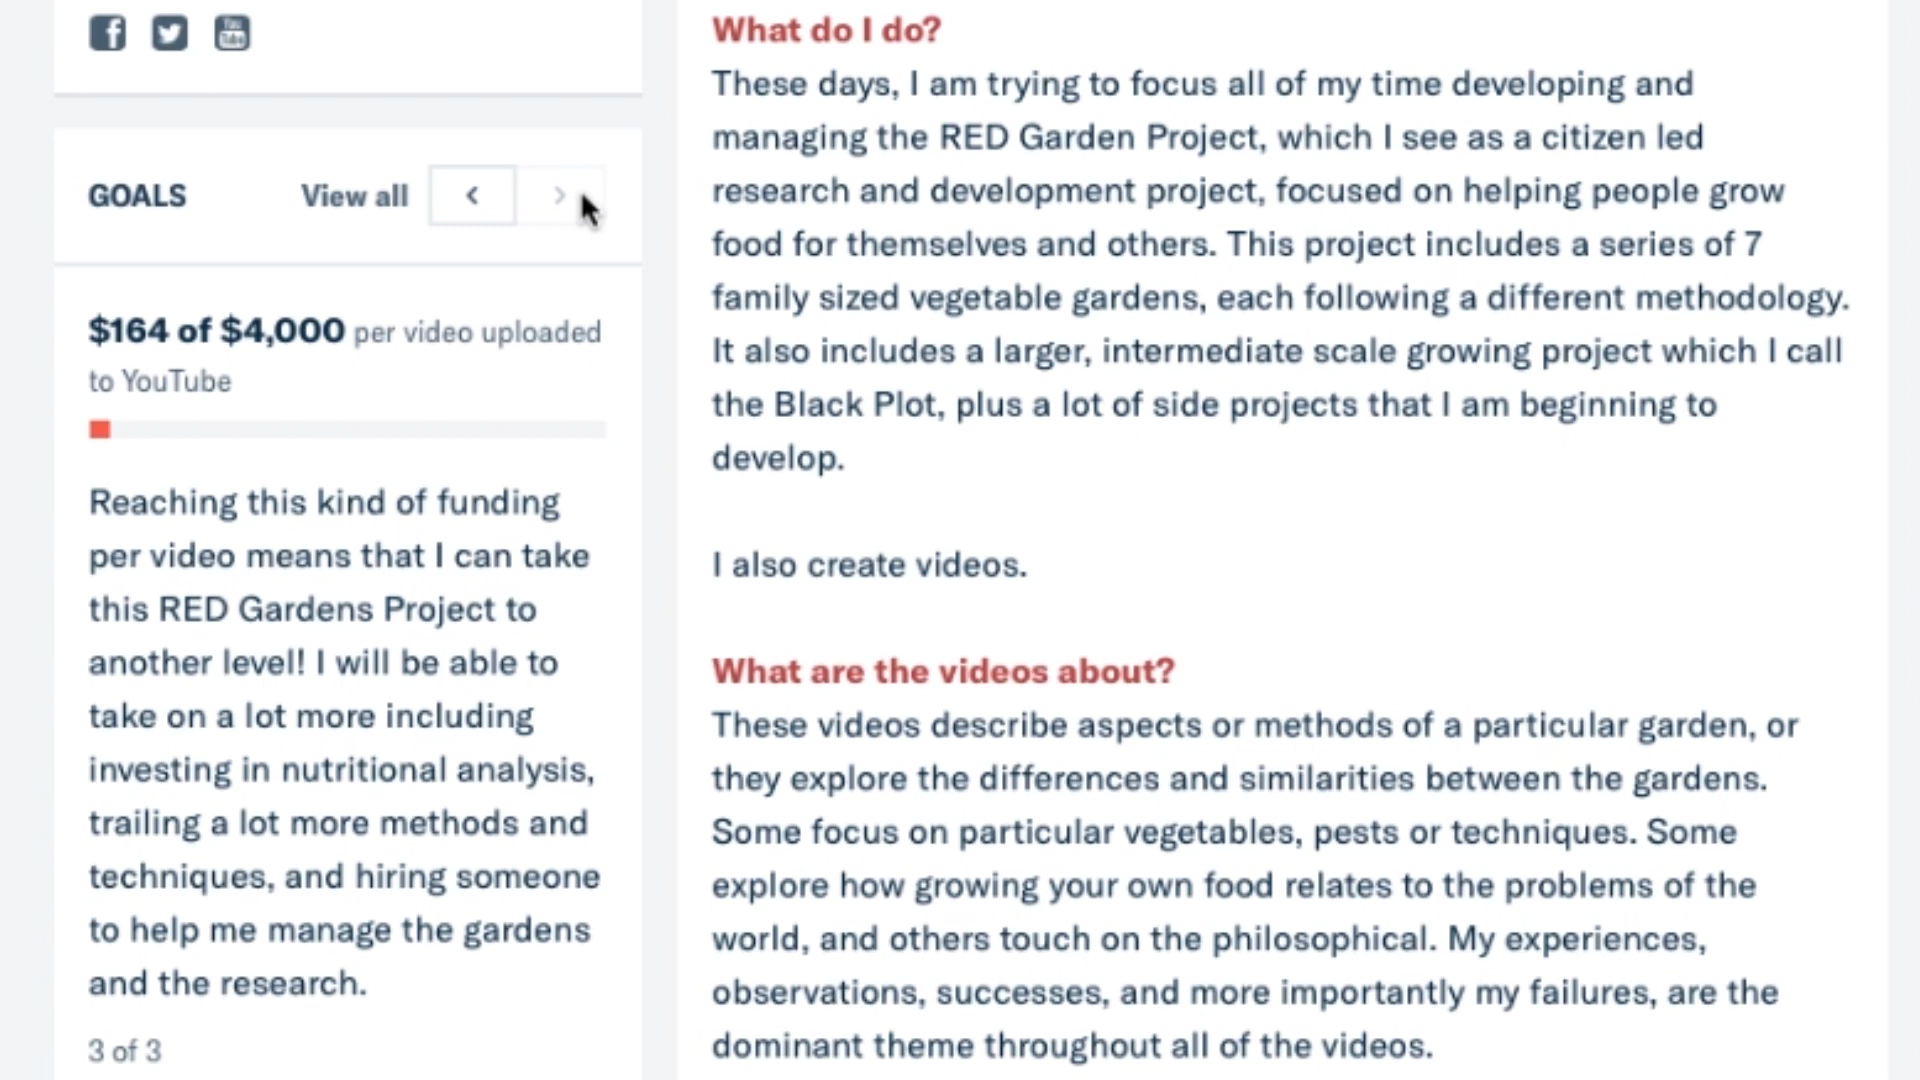 GOALS View all
$164 of $4,000 per video uploaded
to YouTube
Reaching this kind of funding
per video means that I can take
this RED Gardens Project to
another level! I will be able to
take on a lot more including
investing in nutritional analysis,
trailing a lot more methods and
techniques, and hiring someone
to help me manage the gardens
and the research.
3 of 3
What do I do?
These days, I am trying to focus all of my time developing and
managing the RED Garden Project, which I see as a citizen led
research and development project, focused on helping people grow
food for themselves and others. This project includes a series of 7
family sized vegetable gardens, each following a different methodology.
It also includes a larger, intermediate scale growing project which I call
the Black Plot, plus a lot of side projects that I am beginning to
develop.
I also create videos.
What are the videos about?
These videos describe aspects or methods of a particular garden, or
they explore the differences and similarities between the gardens.
Some focus on particular vegetables, pests or techniques. Some
explore how growing your own food relates to the problems of the
world, and others touch on the philosophical. My experiences,
observations, successes, and more importantly my failures, are the
dominant theme throughout all of the videos.